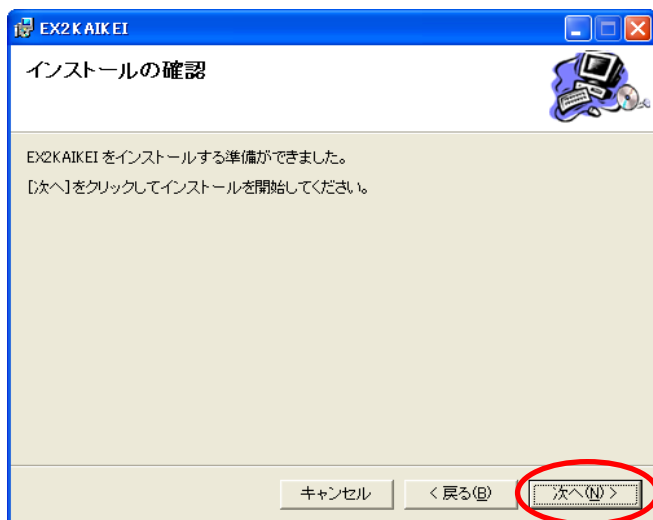 EX2KAIKEI
インストールの確認
EX2KAIKEI をインストールする準備ができました。
[次へ]をクリックしてインストールを開始してください。
キャンセル
< 戻る(B)
次へ(N) >